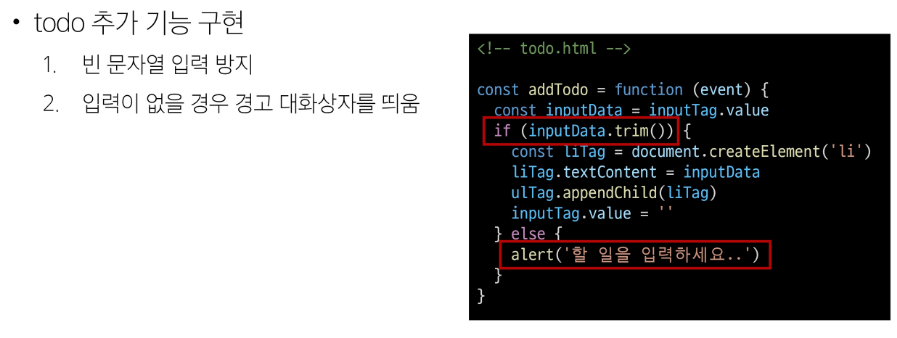 • todo 추가 기능 구현
1. 빈 문자열 입력 방지
2. 입력이 없을 경우 경고 대화상자를 띄움
<!-- todo.html -->
const addTodo = function (event) {
  const inputData = inputTag.value
  if (inputData.trim()) {
    const liTag = document.createElement('li')
    liTag.textContent = inputData
    ulTag.appendChild(liTag)
    inputTag.value = ''
  } else {
    alert('할 일을 입력하세요..')
  }
}